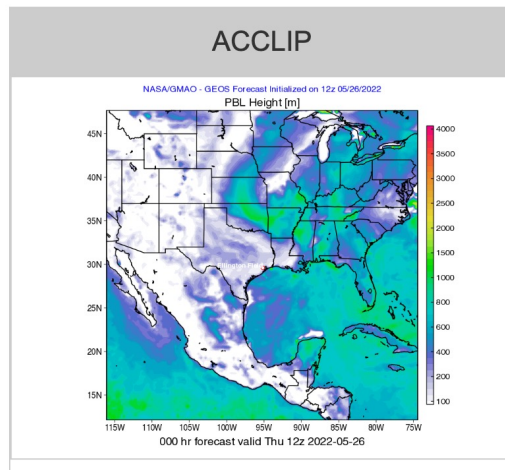 ACCLIP
NASA/GMAO - GEOS Forecast Initialized on 12z 05/26/2022
PBL Height [m]
45N
40N
35N
30N
25N
20N
15N
Ellington Field
115W 110W 105W 100W 95W 90W 85W 80W 75W
4000
3500
3000
2500
2000
1500
1000
800
600
400
200
100
000 hr forecast valid Thu 12z 2022-05-26